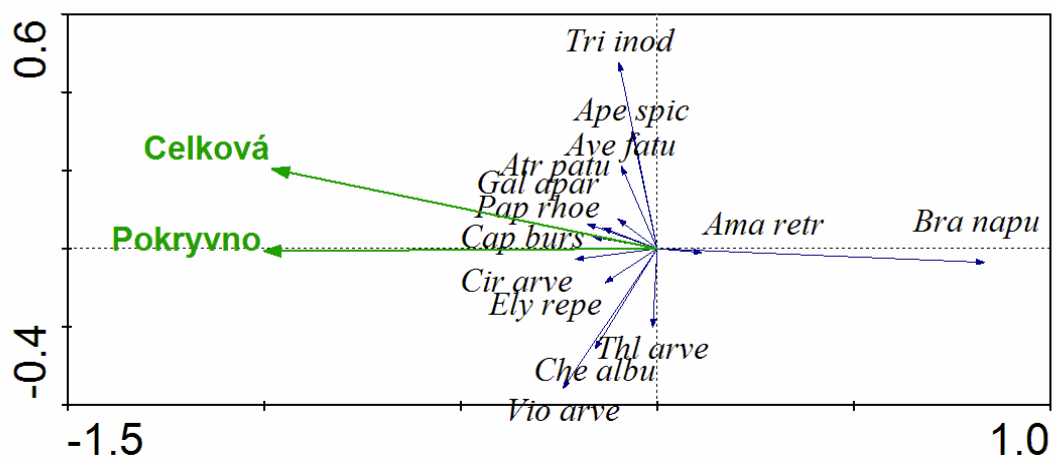 0.6
Tri inod
Ape spic
Celková
Ave fatu
Atr patu
Gal apar
Pap rhoe
Ama retr
Bra napu
Pokryvno
Cap burs
Cir arve
Ely repe
Thl arve
Che albu
-0.4
Vio arve
-1.5
1.0